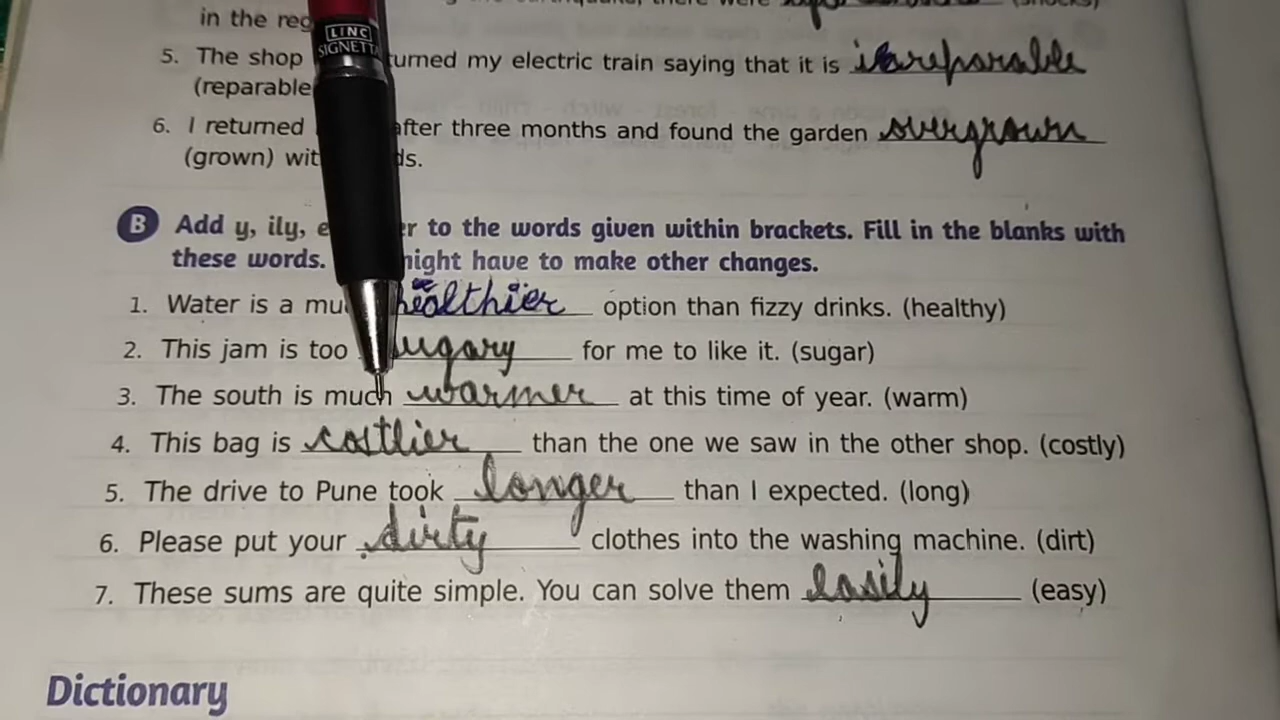 in the reg (shocks)
LINC
SIGNETTA
5. The shop turned my electric train saying that it is irreparable
(reparable
6. I returned after three months and found the garden overgrown
(grown) wit ds.
B Add y, ily, e er to the words given within brackets. Fill in the blanks with
these words. might have to make other changes.
1. Water is a mu healthier option than fizzy drinks. (healthy)
2. This jam is too sugary for me to like it. (sugar)
3. The south is much warmer at this time of year. (warm)
4. This bag is costlier than the one we saw in the other shop. (costly)
5. The drive to Pune took longer than I expected. (long)
6. Please put your dirty clothes into the washing machine. (dirt)
7. These sums are quite simple. You can solve them easily (easy)
Dictionary